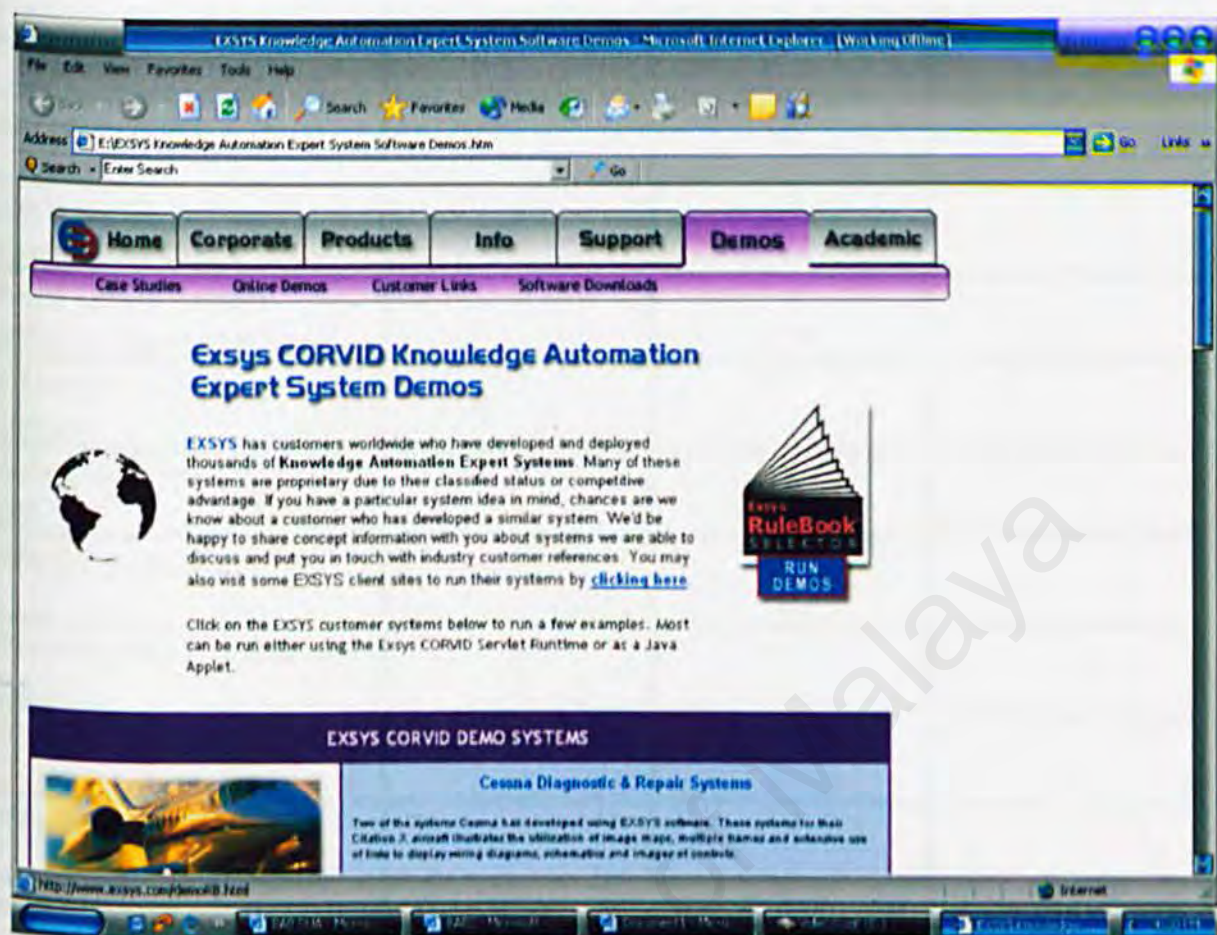 EXSYS Knowledge Automation Expert System Software Demos - Microsoft Internet Explorer - [Working Offline]
File Edit View Favorites Tools Help
Search Favorites Media
Address E:\EXSYS Knowledge Automation Expert System Software Demos.htm Go Links »
Search Enter Search Go
Home Corporate Products Info Support Demos Academic
Case Studies Online Demos Customer Links Software Downloads
Exsys CORVID Knowledge Automation
Expert System Demos
EXSYS has customers worldwide who have developed and deployed
thousands of Knowledge Automation Expert Systems. Many of these
systems are proprietary due to their classified status or competitive
advantage. If you have a particular system idea in mind, chances are we
know about a customer who has developed a similar system. We'd be
happy to share concept information with you about systems we are able to
discuss and put you in touch with industry customer references. You may
also visit some EXSYS client sites to run their systems by clicking here.
Exsys
RuleBook
SELECTOR
RUN
DEMOS
Click on the EXSYS customer systems below to run a few examples. Most
can be run either using the Exsys CORVID Servlet Runtime or as a Java
Applet.
EXSYS CORVID DEMO SYSTEMS
Cessna Diagnostic & Repair Systems
Two of the systems Cessna has developed using EXSYS software. These systems for their
Citation X aircraft illustrates the utilization of image maps, multiple frames and extensive use
of links to display wiring diagrams, schematics and images of controls.
http://www.exsys.com/demoRB.html Internet
Malaya